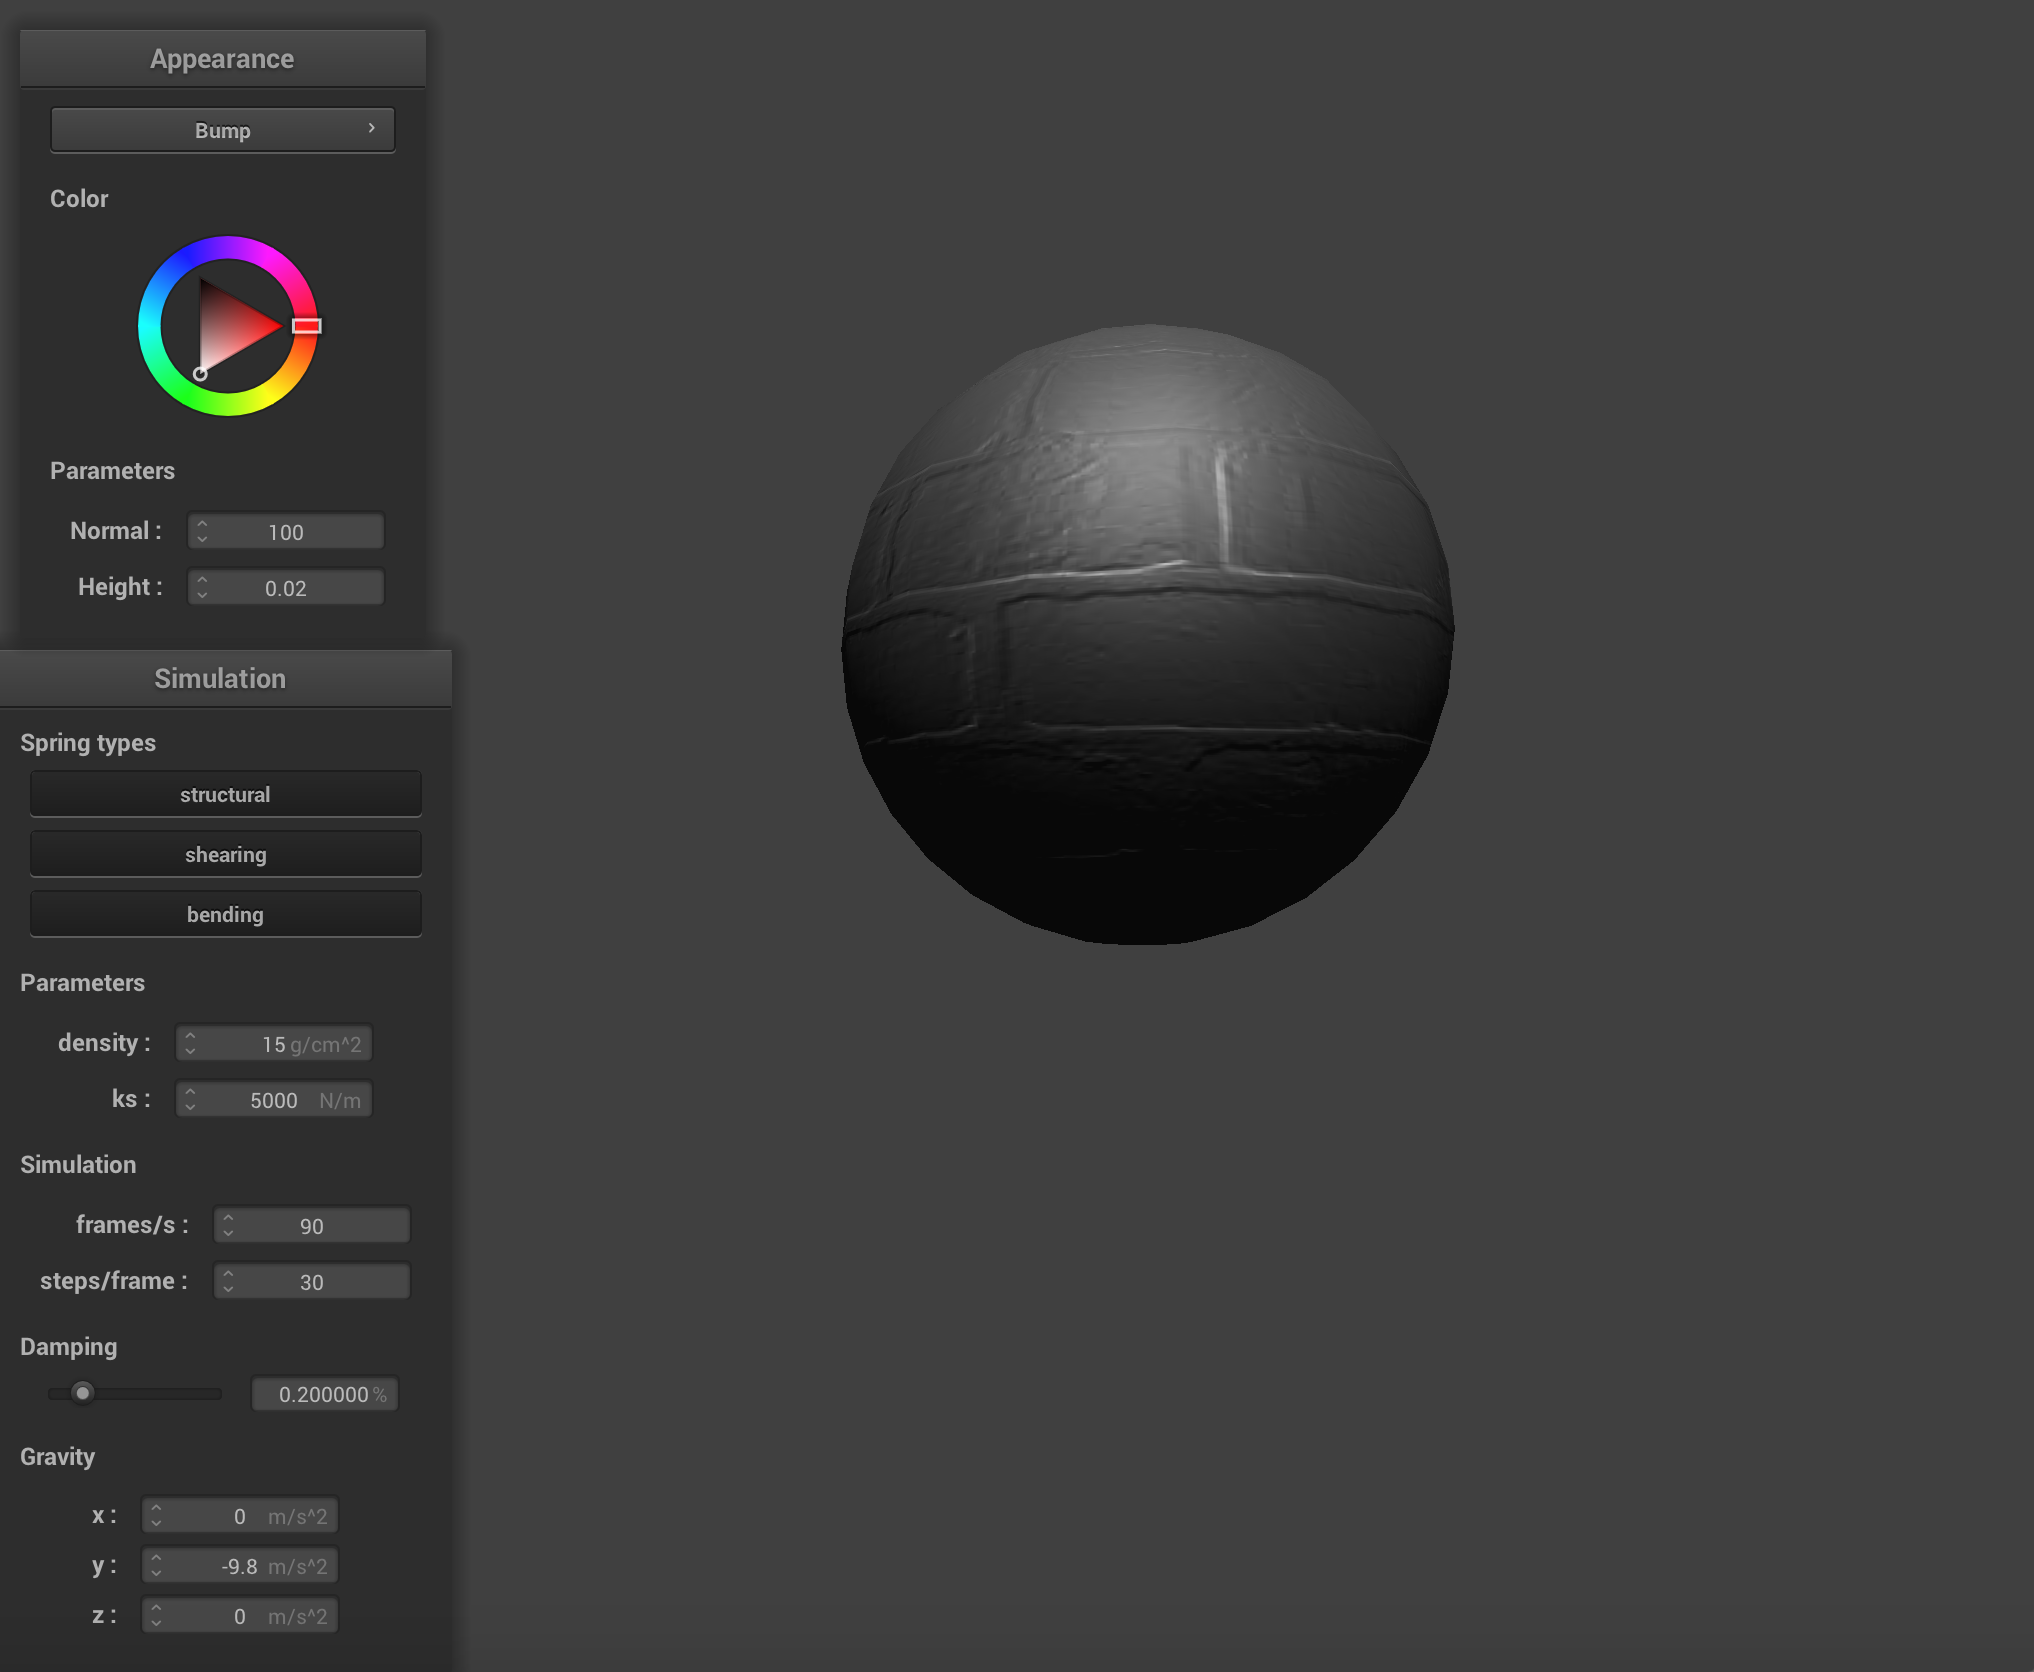 Appearance
Bump
Color
Parameters
Normal : 100
Height : 0.02
Simulation
Spring types
structural
shearing
bending
Parameters
density : 15 g/cm^2
ks : 5000 N/m
Simulation
frames/s : 90
steps/frame : 30
Damping
0.200000 %
Gravity
x : 0 m/s^2
y : -9.8 m/s^2
z : 0 m/s^2